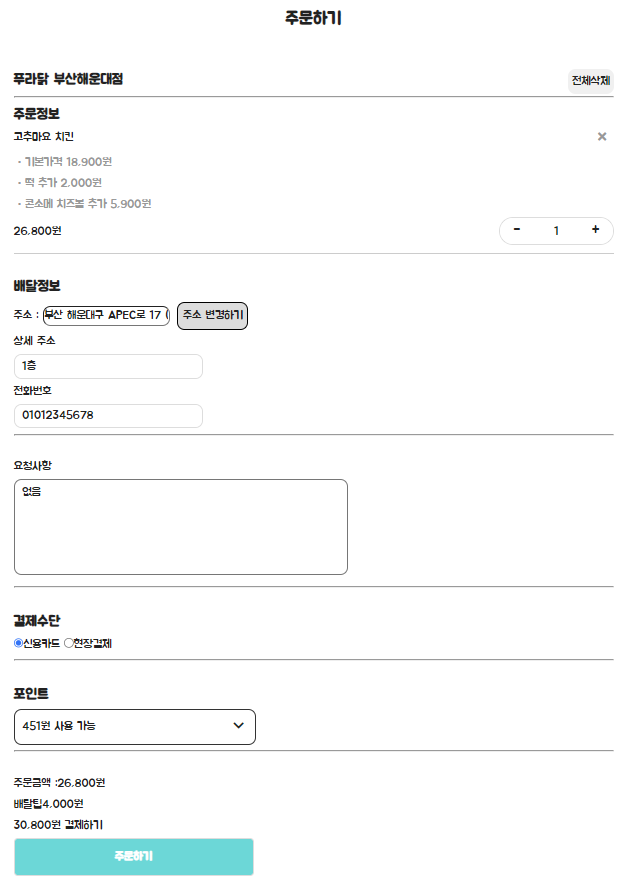 주문하기
푸라닭 부산해운대점
전체삭제
주문정보
고추마요 치킨
×
· 기본가격 18,900원
· 떡 추가 2,000원
· 콘소메 치즈볼 추가 5,900원
26,800원
- 1 +
배달정보
주소 : 부산 해운대구 APEC로 17 ( 주소 변경하기
상세 주소
1층
전화번호
01012345678
요청사항
없음
결제수단
신용카드 현장결제
포인트
451원 사용 가능
주문금액 :26,800원
배달팁4,000원
30,800원 결제하기
주문하기